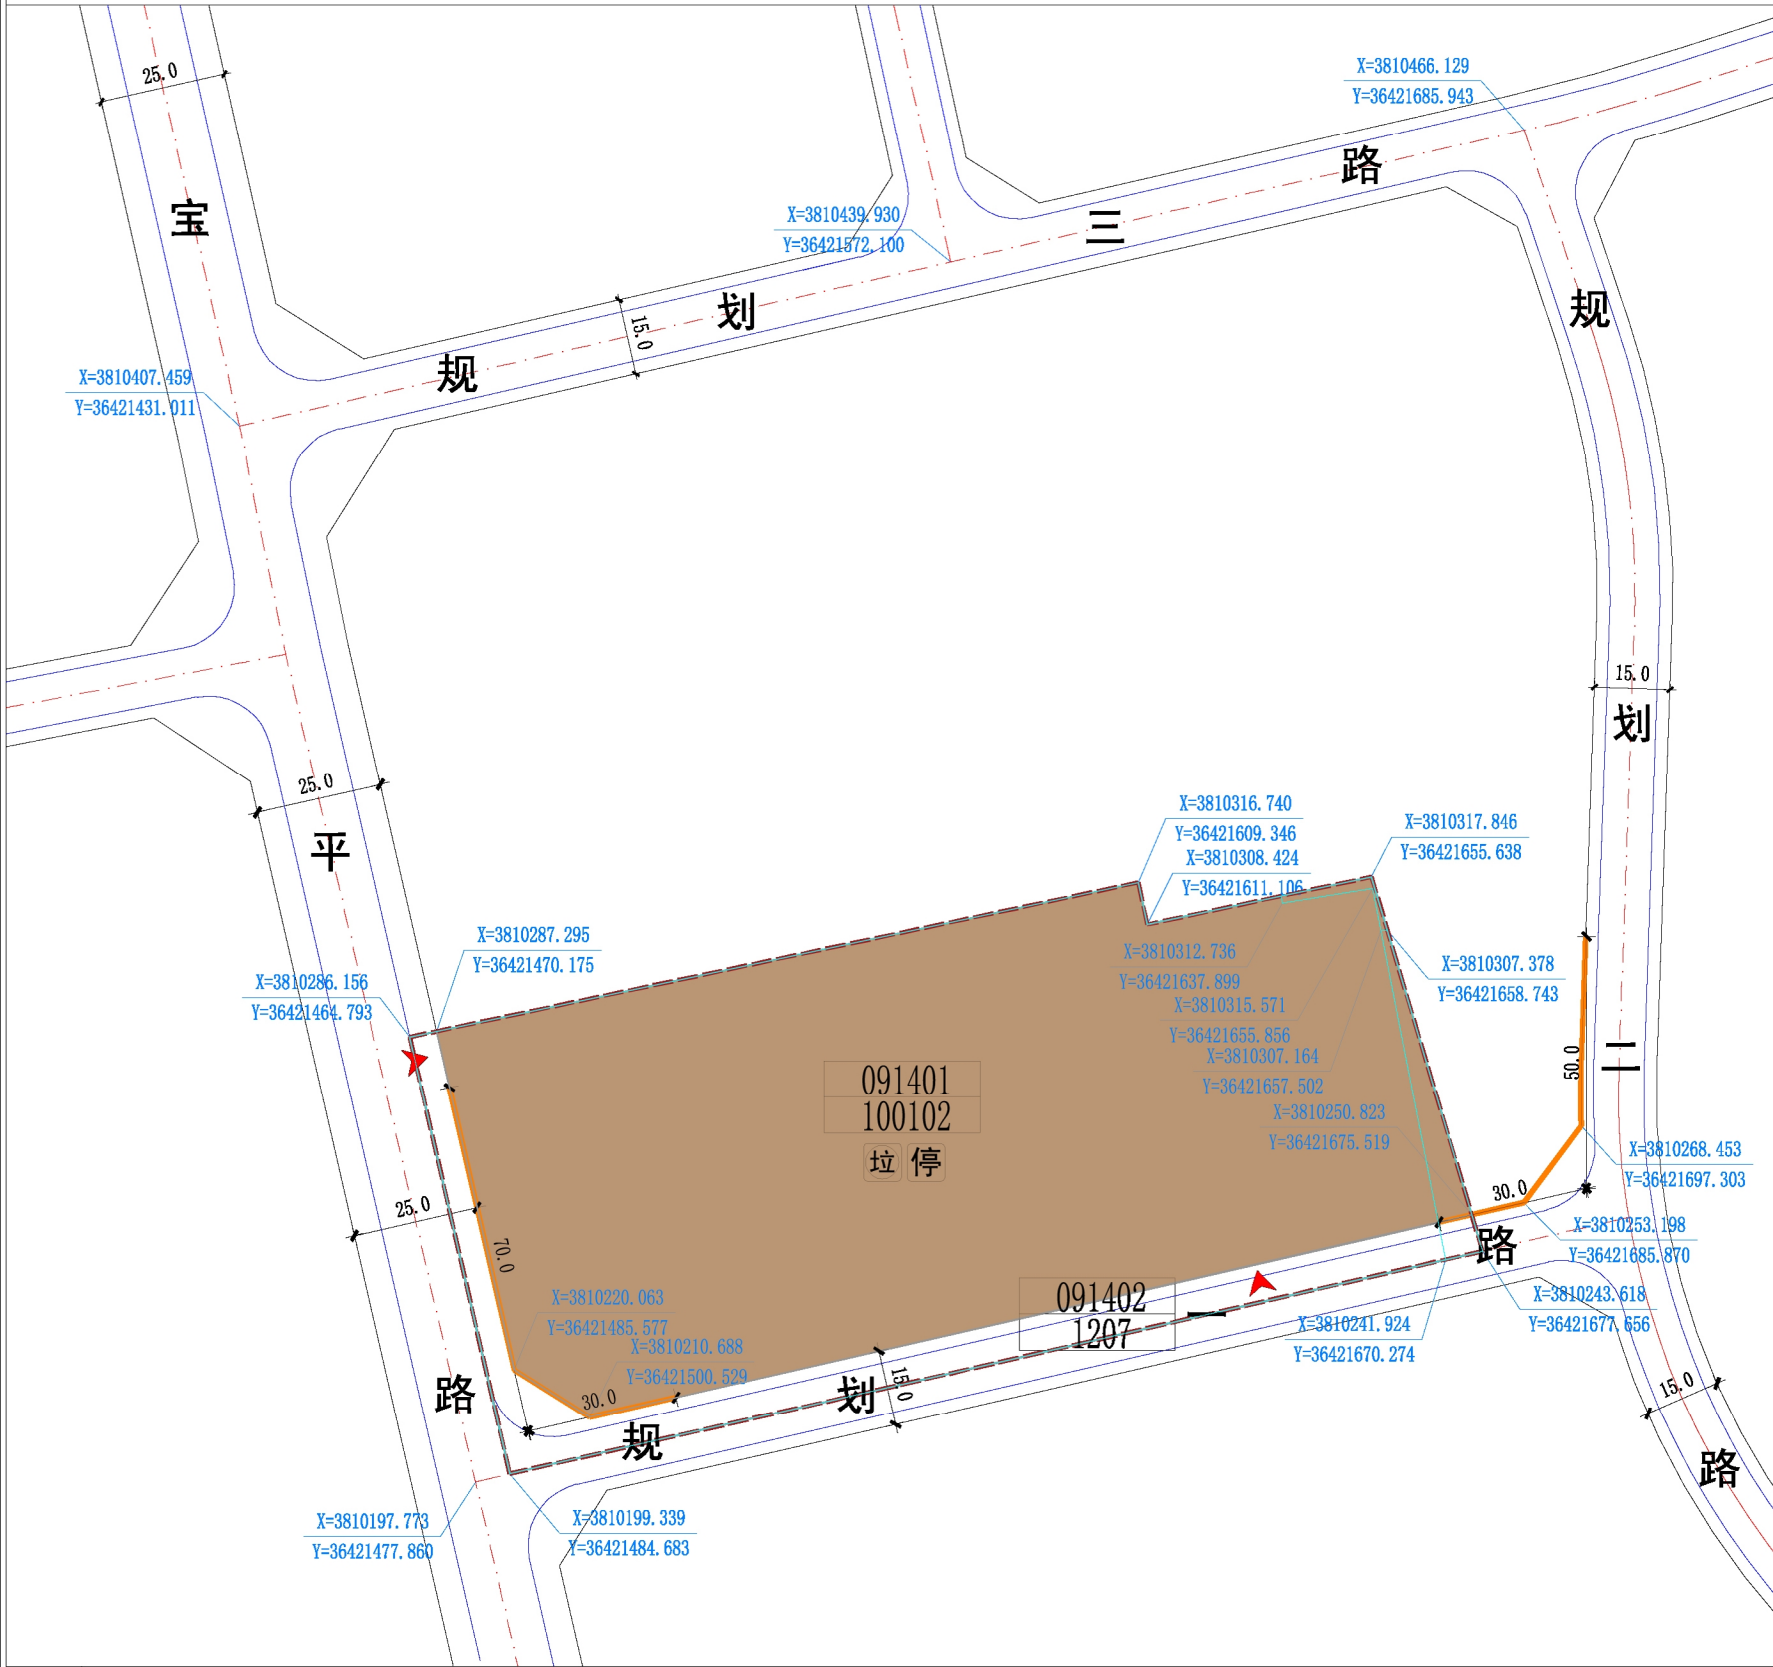 25.0
X=3810466.129
Y=36421685.943
路
宝
X=3810439.930
Y=36421572.100
三
划
规
15.0
规
X=3810407.459
Y=36421431.011
15.0
划
25.0
平
X=3810316.740
Y=36421609.346
X=3810317.846
Y=36421655.638
X=3810308.424
Y=36421611.106
X=3810287.295
Y=36421470.175
X=3810312.736
Y=36421637.899
X=3810307.378
Y=36421658.743
X=3810286.156
Y=36421464.793
X=3810315.571
Y=36421655.856
X=3810307.164
Y=36421657.502
50.0
二
091401
100102
垃 停
X=3810250.823
Y=36421675.519
X=3810268.453
Y=36421697.303
25.0
30.0
70.0
路
X=3810253.198
Y=36421685.870
X=3810220.063
Y=36421485.577
091402
1207
一
X=3810243.618
Y=36421677.656
X=3810241.924
Y=36421670.274
X=3810210.688
Y=36421500.529
路
30.0
划
15.0
15.0
规
路
X=3810197.773
Y=36421477.860
X=3810199.339
Y=36421484.683